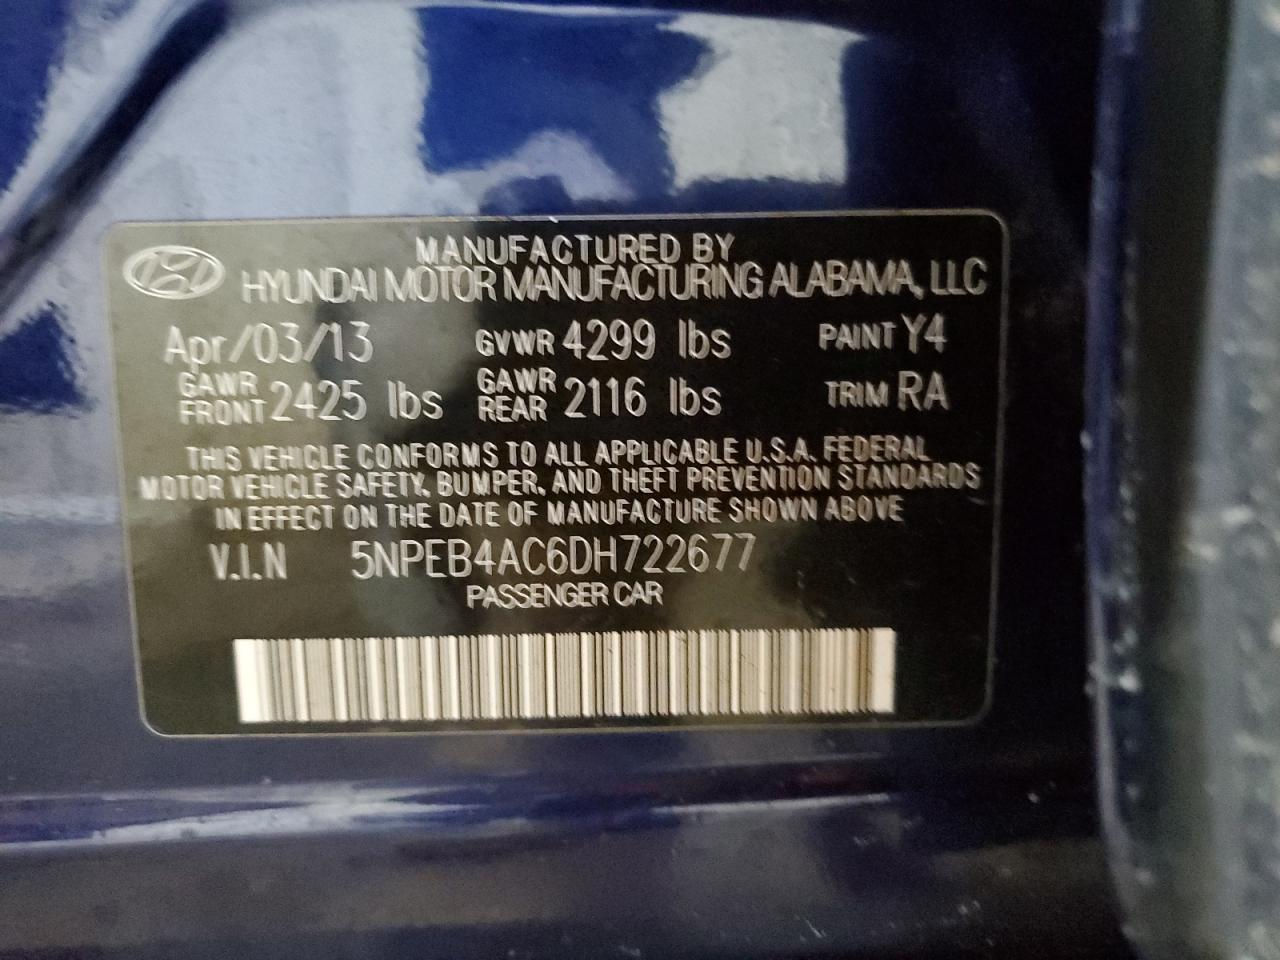 MANUFACTURED BY
HYUNDAI MOTOR MANUFACTURING ALABAMA, LLC
Apr/03/13 GVWR 4299 lbs PAINT Y4
GAWR FRONT 2425 lbs GAWR REAR 2116 lbs TRIM RA
THIS VEHICLE CONFORMS TO ALL APPLICABLE U.S.A. FEDERAL
MOTOR VEHICLE SAFETY, BUMPER, AND THEFT PREVENTION STANDARDS
IN EFFECT ON THE DATE OF MANUFACTURE SHOWN ABOVE
V.I.N 5NPEB4AC6DH722677
PASSENGER CAR